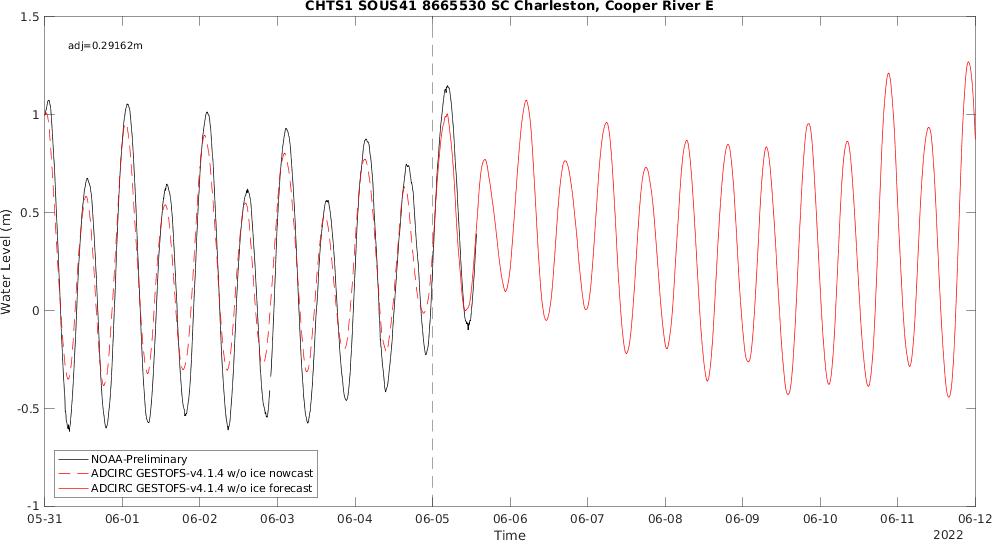 CHTS1 SOUS41 8665530 SC Charleston, Cooper River E
adj=0.29162m
1.5
1
0.5
0
-0.5
-1
Water Level (m)
NOAA-Preliminary
ADCIRC GESTOFS-v4.1.4 w/o ice nowcast
ADCIRC GESTOFS-v4.1.4 w/o ice forecast
05-31 06-01 06-02 06-03 06-04 06-05 06-06 06-07 06-08 06-09 06-10 06-11 06-12
Time
2022